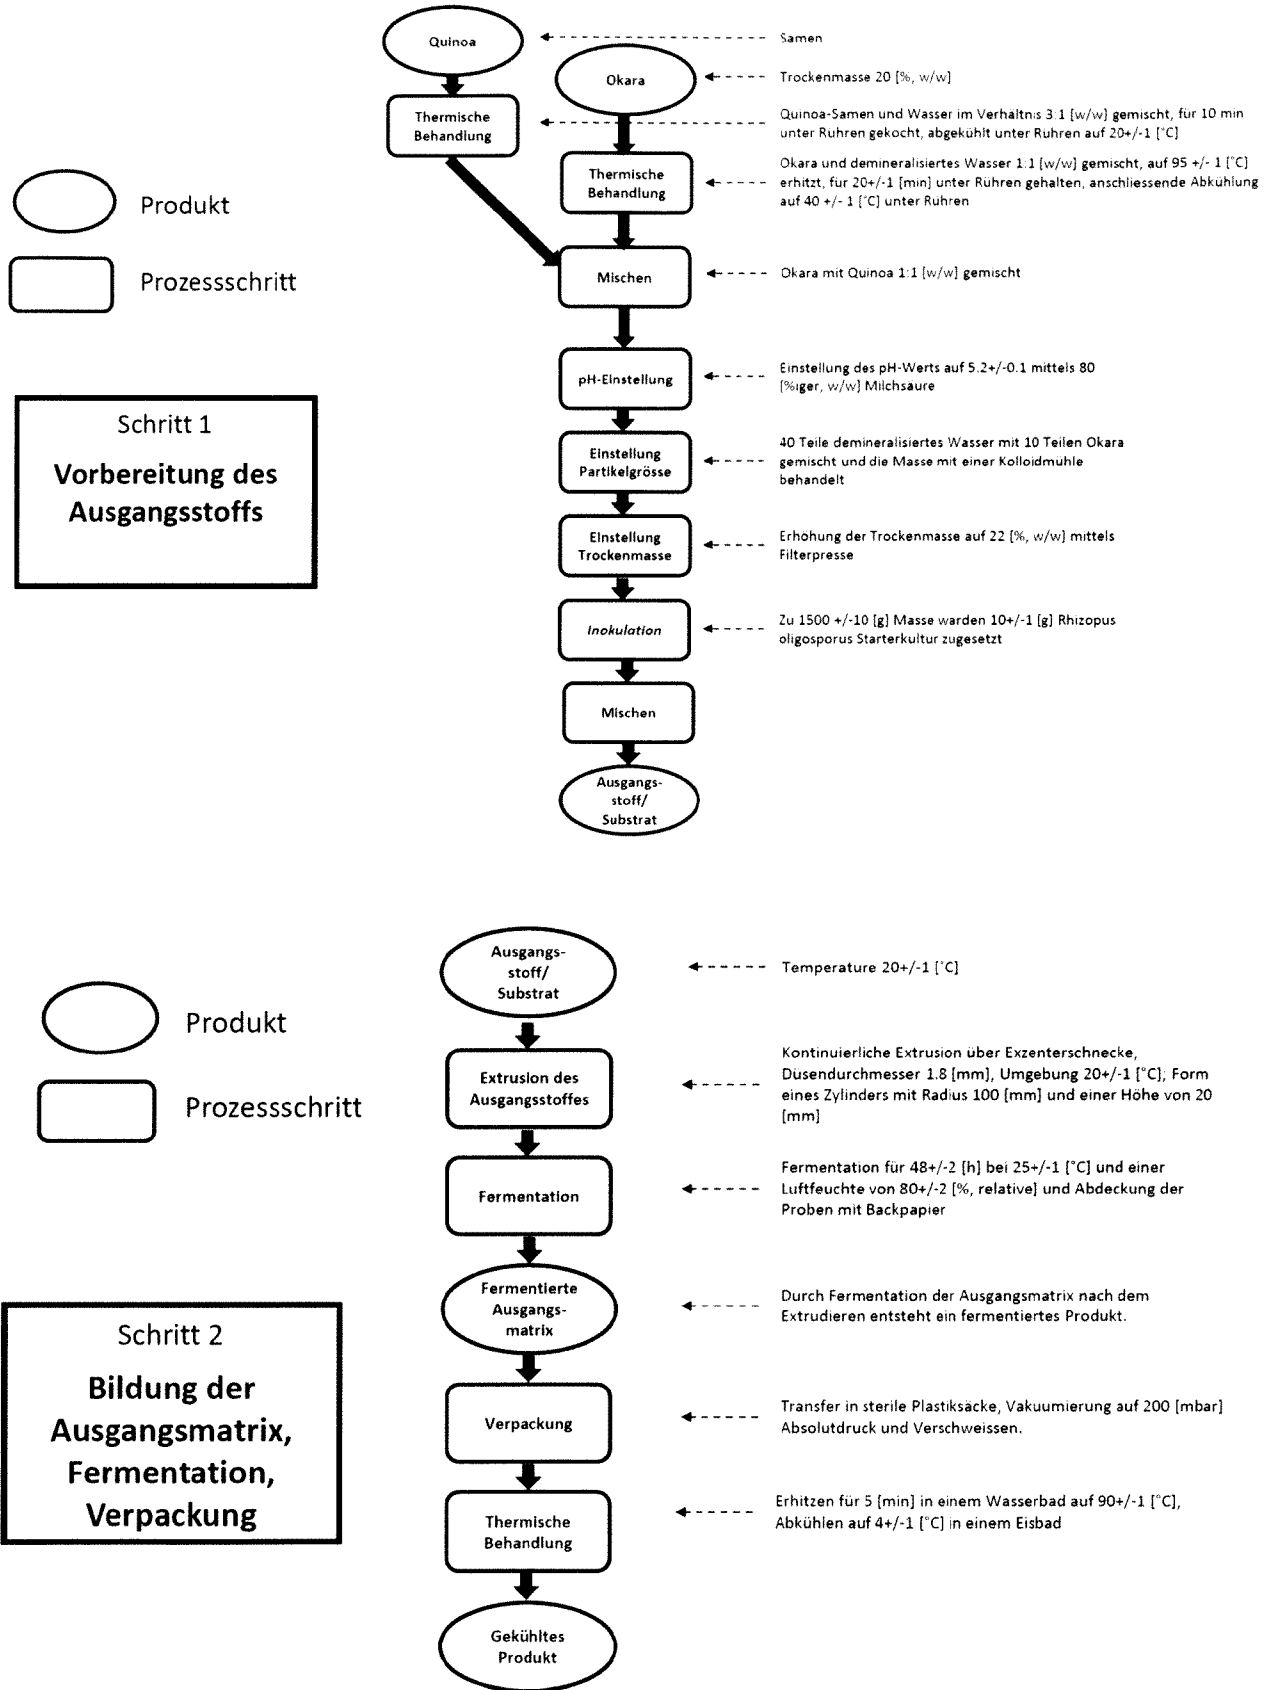 Quinoa
Samen
Okara
Trockenmasse 20 [%, w/w]
Thermische
Behandlung
Quinoa-Samen und Wasser im Verhältnis 3:1 [w/w] gemischt, für 10 min
unter Rühren gekocht, abgekühlt unter Rühren auf 20+/-1 [°C]
Thermische
Behandlung
Okara und demineralisiertes Wasser 1:1 [w/w] gemischt, auf 95 +/- 1 [°C]
erhitzt, für 20+/-1 [min] unter Rühren gehalten, anschliessende Abkühlung
auf 40 +/- 1 [°C] unter Rühren
Produkt
Prozessschritt
Mischen
Okara mit Quinoa 1:1 [w/w] gemischt
pH-Einstellung
Einstellung des pH-Werts auf 5.2+/-0.1 mittels 80
[%iger, w/w] Milchsäure
Schritt 1
Vorbereitung des
Ausgangsstoffs
Einstellung
Partikelgrösse
40 Teile demineralisiertes Wasser mit 10 Teilen Okara
gemischt und die Masse mit einer Kolloidmühle
behandelt
Einstellung
Trockenmasse
Erhöhung der Trockenmasse auf 22 [%, w/w] mittels
Filterpresse
Inokulation
Zu 1500 +/-10 [g] Masse warden 10+/-1 [g] Rhizopus
oligosporus Starterkultur zugesetzt
Mischen
Ausgangs-
stoff/
Substrat
Ausgangs-
stoff/
Substrat
Temperature 20+/-1 [°C]
Produkt
Prozessschritt
Extrusion des
Ausgangsstoffes
Kontinuierliche Extrusion über Exzenterschnecke,
Düsendurchmesser 1.8 [mm], Umgebung 20+/-1 [°C]; Form
eines Zylinders mit Radius 100 [mm] und einer Höhe von 20
[mm]
Fermentation
Fermentation für 48+/-2 [h] bei 25+/-1 [°C] und einer
Luftfeuchte von 80+/-2 [%, relative] und Abdeckung der
Proben mit Backpapier
Fermentierte
Ausgangs-
matrix
Durch Fermentation der Ausgangsmatrix nach dem
Extrudieren entsteht ein fermentiertes Produkt.
Schritt 2
Bildung der
Ausgangsmatrix,
Fermentation,
Verpackung
Verpackung
Transfer in sterile Plastiksäcke, Vakuumierung auf 200 [mbar]
Absolutdruck und Verschweissen.
Thermische
Behandlung
Erhitzen für 5 [min] in einem Wasserbad auf 90+/-1 [°C],
Abkühlen auf 4+/-1 [°C] in einem Eisbad
Gekühltes
Produkt